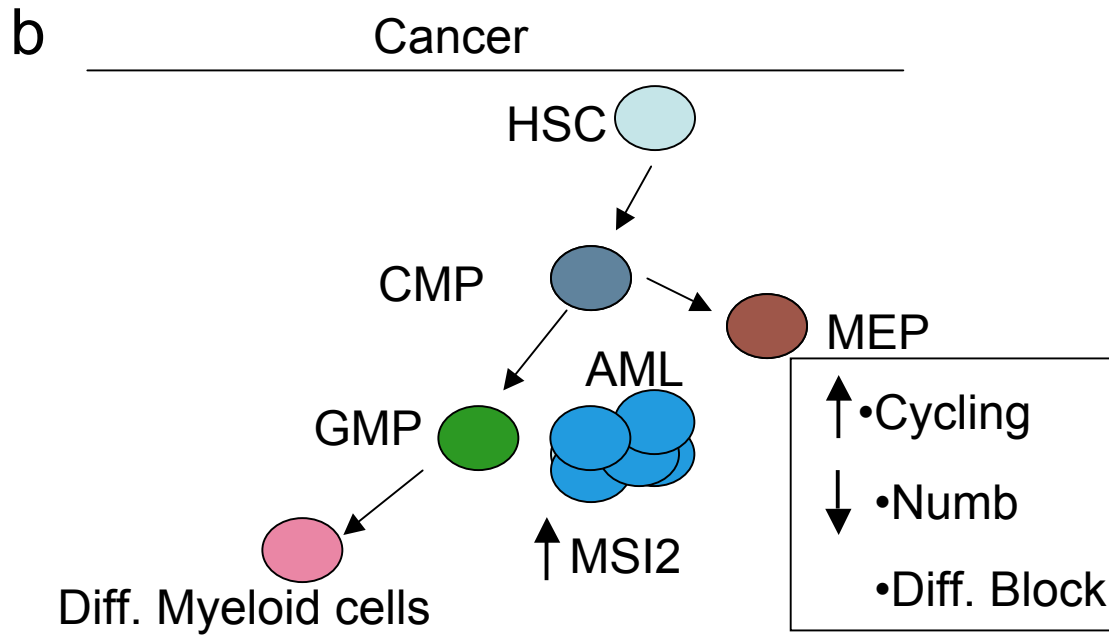 b
Cancer
HSC
CMP
MEP
AML
•Cycling
GMP
•Numb
MSI2
•Diff. Block
Diff. Myeloid cells